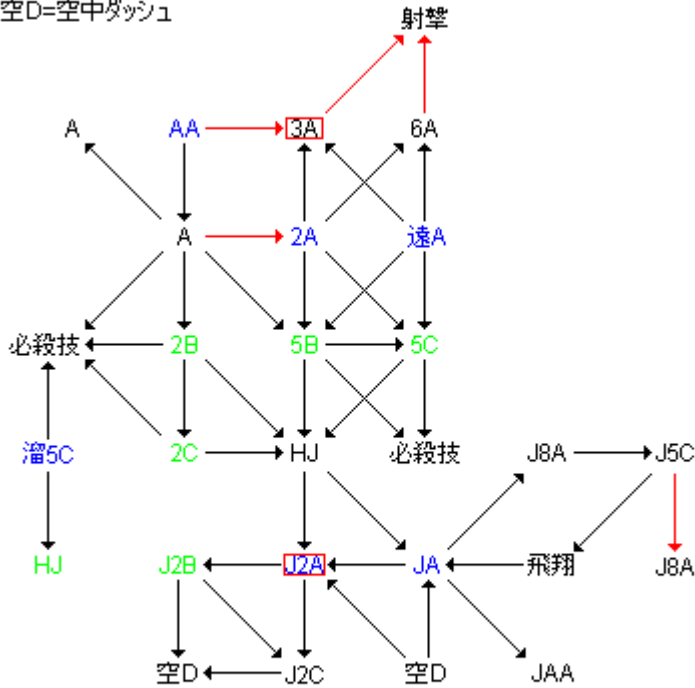 空D=空中ダッシュ
射撃
A AA 3A 6A
A 2A 遠A
必殺技 2B 5B 5C
溜5C 2C HJ 必殺技 J8A J5C
HJ J2B J2A JA 飛翔 J8A
空D J2C 空D JAA